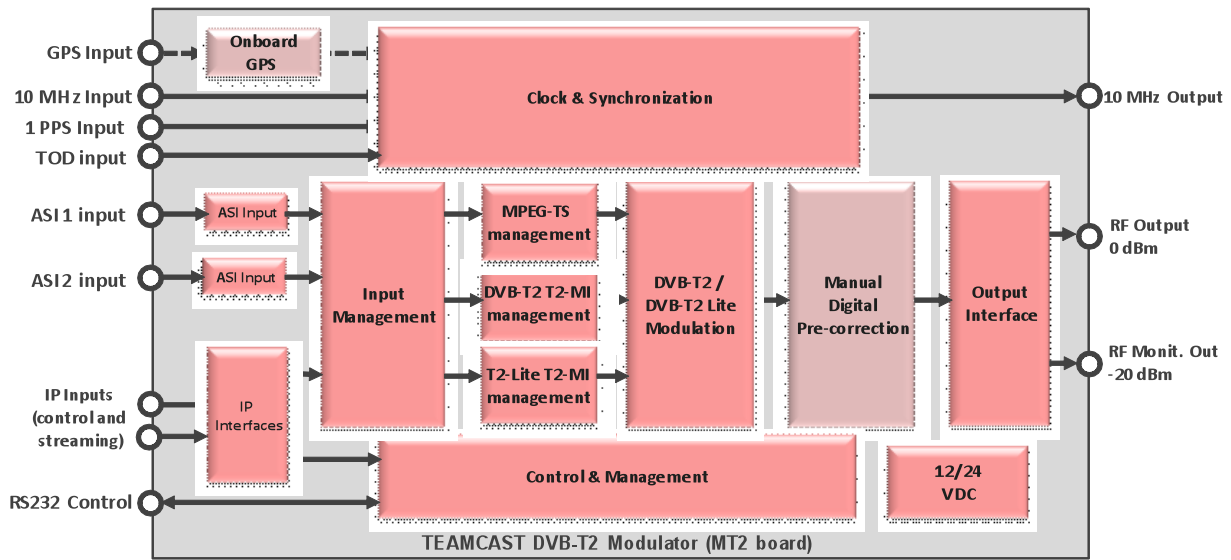 GPS Input
Onboard
GPS
10 MHz Input
1 PPS Input
TOD input
Clock & Synchronization
10 MHz Output
ASI 1 input
ASI Input
ASI 2 input
ASI Input
Input
Management
MPEG-TS
management
DVB-T2 T2-MI
management
T2-Lite T2-MI
management
DVB-T2 /
DVB-T2 Lite
Modulation
Manual
Digital
Pre-correction
Output
Interface
RF Output
0 dBm
RF Monit. Out
-20 dBm
IP Inputs
(control and
streaming)
IP
Interfaces
RS232 Control
Control & Management
12/24
VDC
TEAMCAST DVB-T2 Modulator (MT2 board)